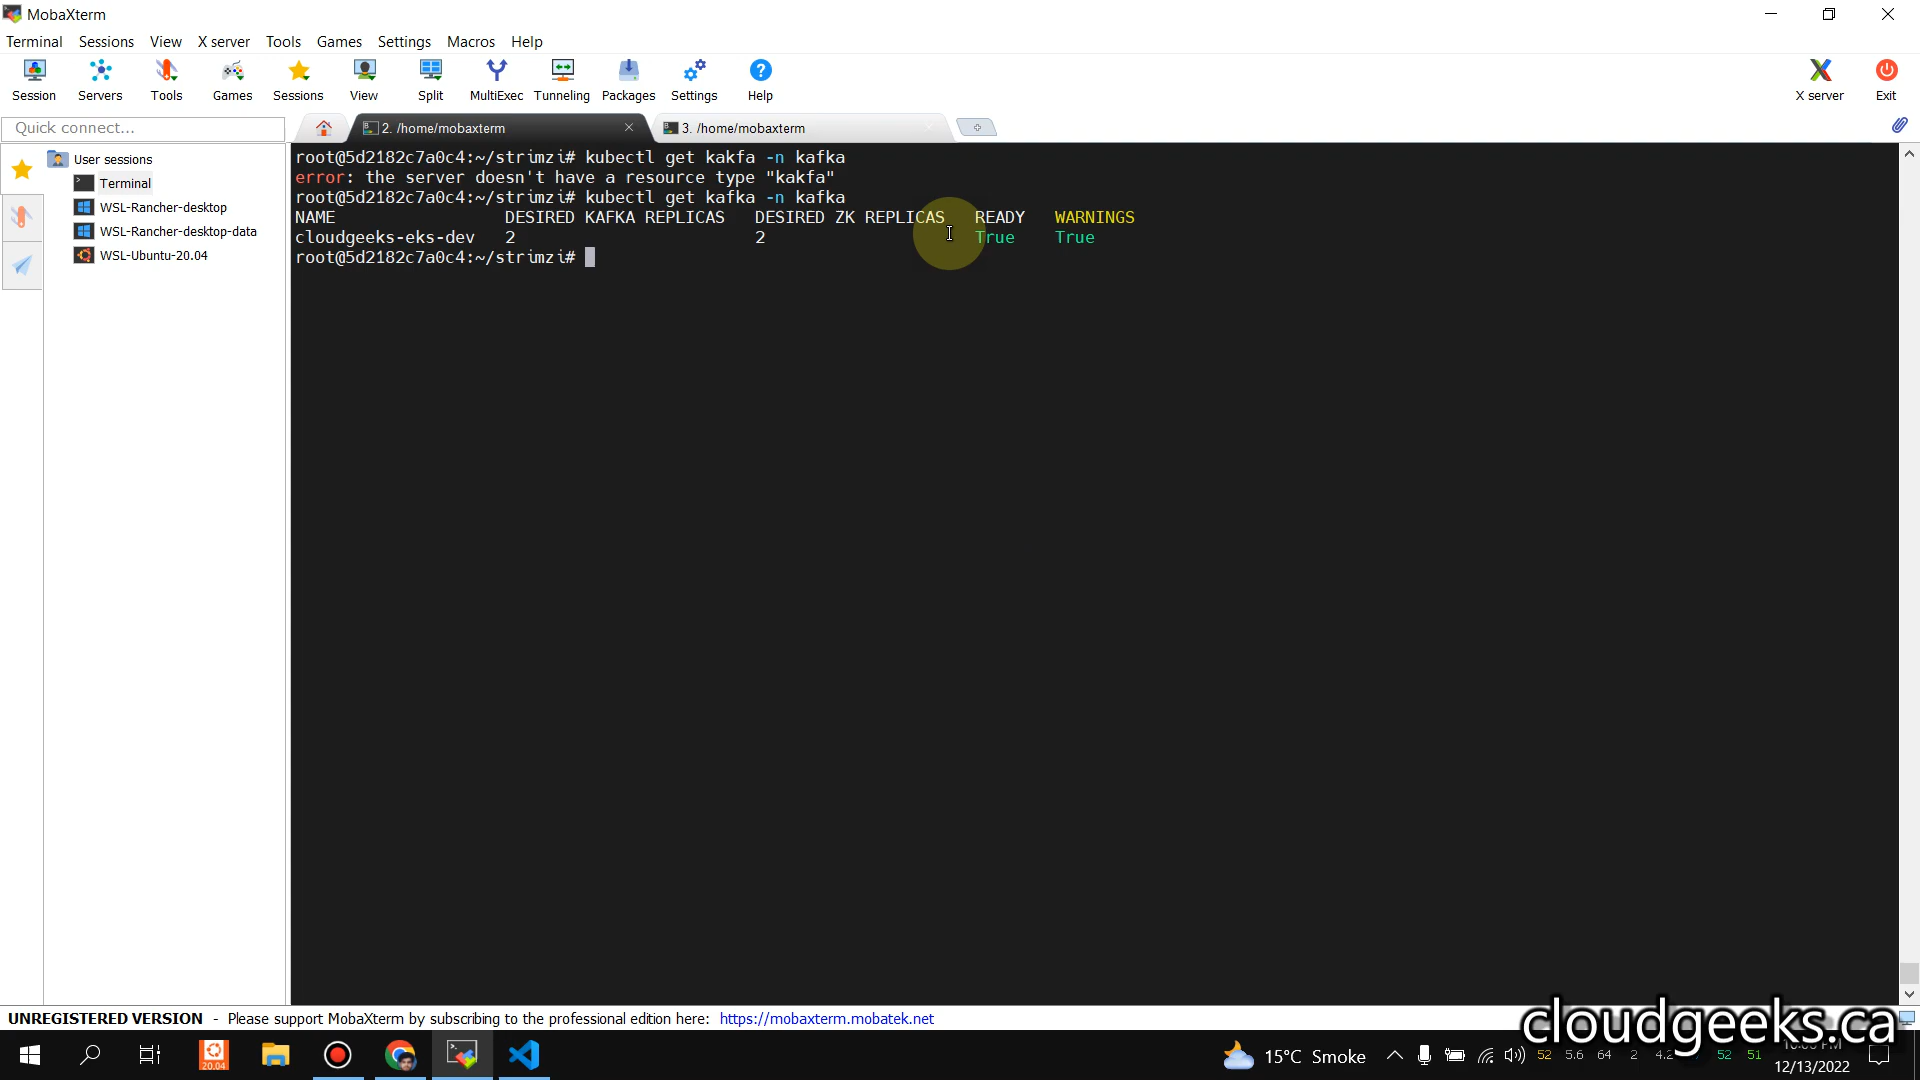 MobaXterm
Terminal Sessions View X server Tools Games Settings Macros Help
Session Servers Tools Games Sessions View Split MultiExec Tunneling Packages Settings Help X server Exit
Quick connect...
2. /home/mobaxterm
3. /home/mobaxterm
User sessions
Terminal
WSL-Rancher-desktop
WSL-Rancher-desktop-data
WSL-Ubuntu-20.04
root@5d2182c7a0c4:~/strimzi# kubectl get kakfa -n kafka
error: the server doesn't have a resource type "kakfa"
root@5d2182c7a0c4:~/strimzi# kubectl get kafka -n kafka
NAME DESIRED KAFKA REPLICAS DESIRED ZK REPLICAS READY WARNINGS
cloudgeeks-eks-dev 2 2 True True
root@5d2182c7a0c4:~/strimzi#
UNREGISTERED VERSION - Please support MobaXterm by subscribing to the professional edition here: https://mobaxterm.mobatek.net
cloudgeeks.ca
20.04
15°C Smoke
52 5.6 64 2 4.2 52 51
12/13/2022